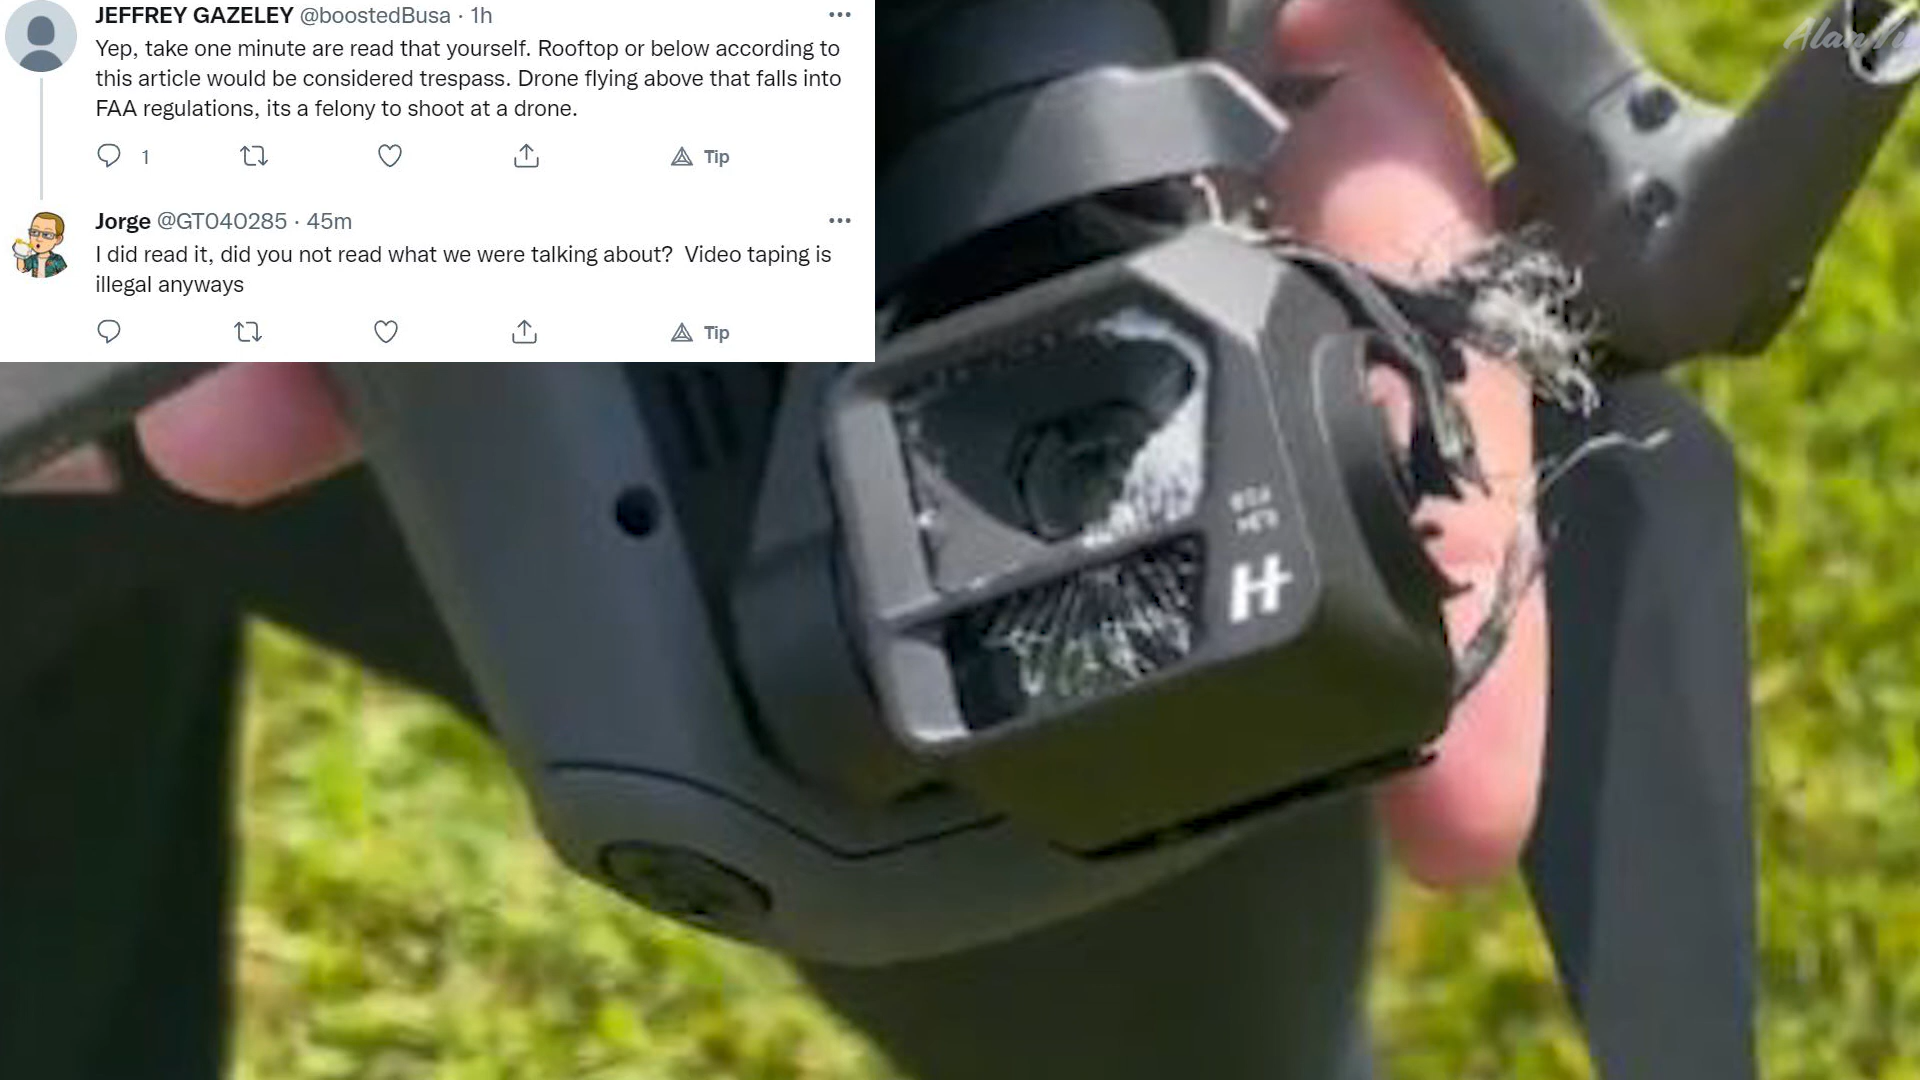 JEFFREY GAZELEY @boostedBusa · 1h
Yep, take one minute are read that yourself. Rooftop or below according to
this article would be considered trespass. Drone flying above that falls into
FAA regulations, its a felony to shoot at a drone.
1
Tip
Jorge @GT040285 · 45m
I did read it, did you not read what we were talking about?  Video taping is
illegal anyways
Tip
H